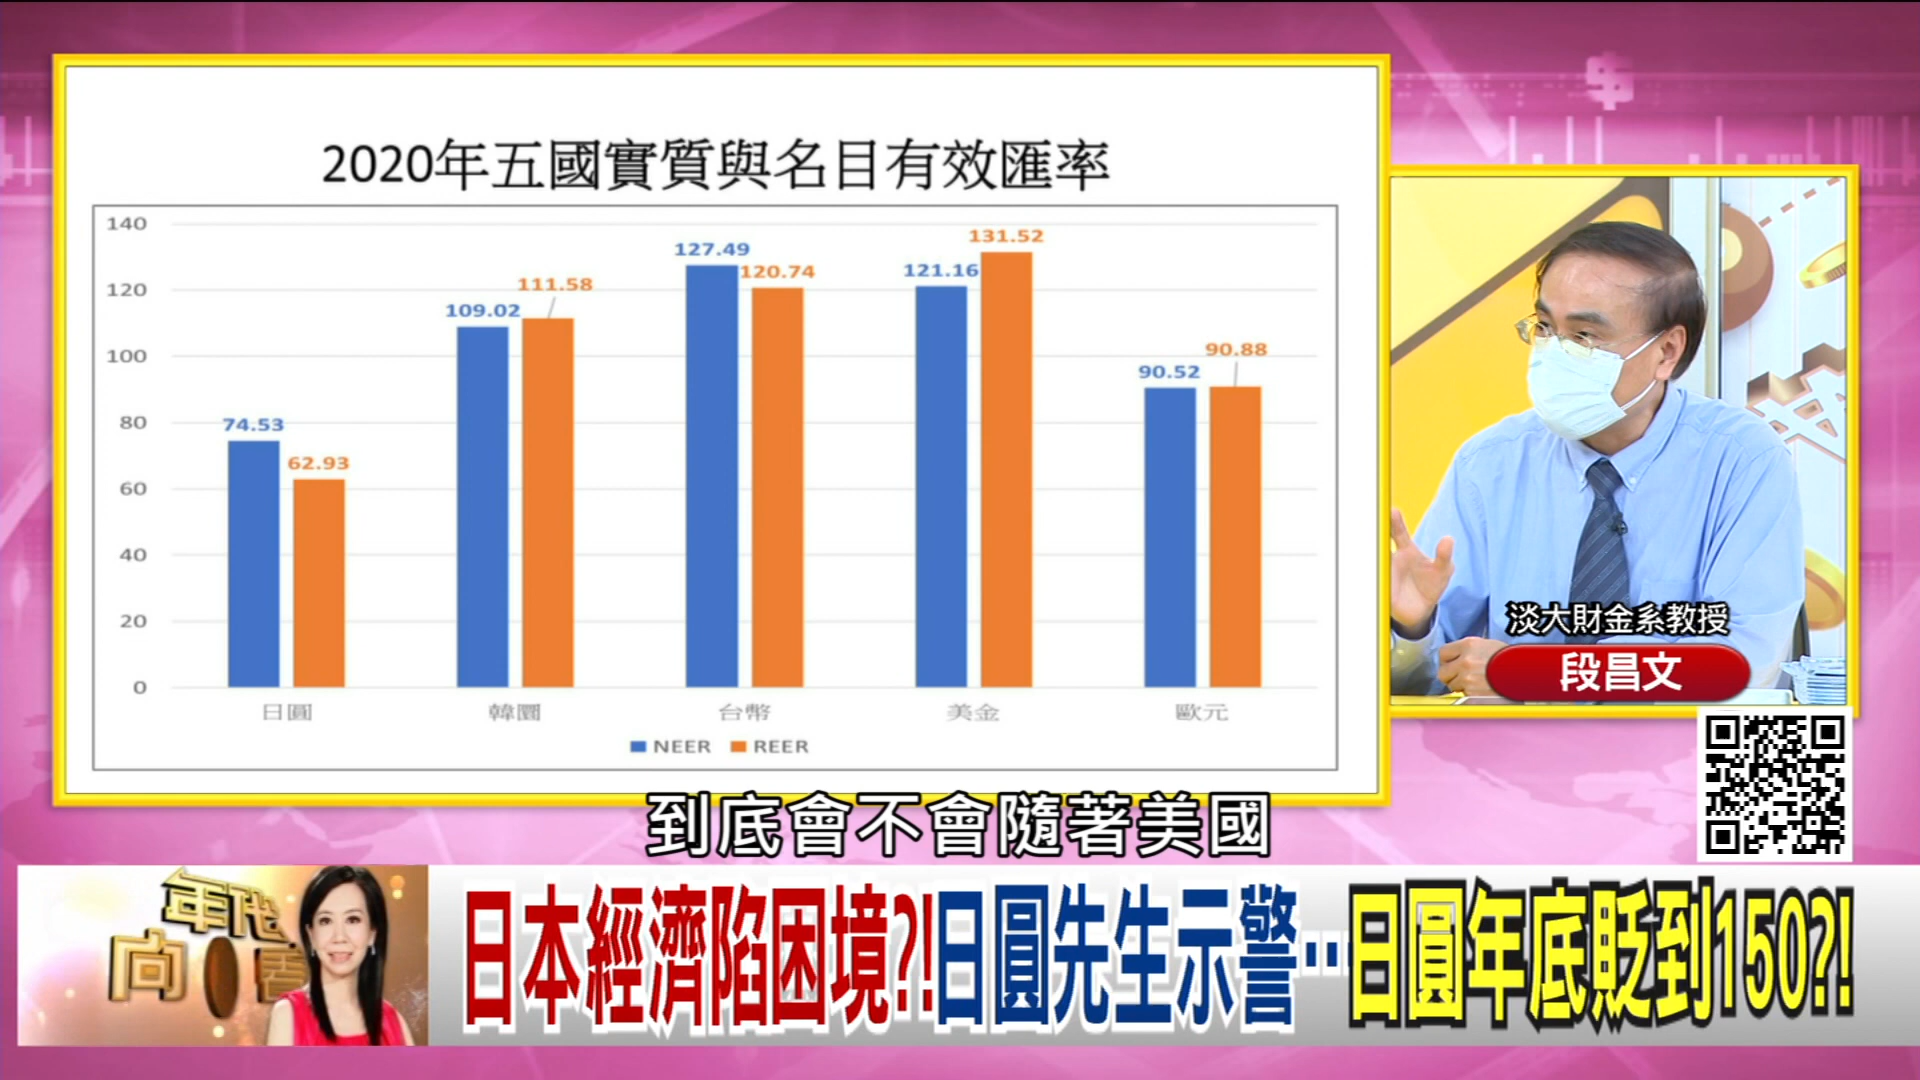 2020年五國實質與名目有效匯率
140
120
100
80
60
40
20
0
74.53
62.93
109.02
111.58
127.49
120.74
121.16
131.52
90.52
90.88
日圓
韓圜
台幣
美金
歐元
NEER
REER
淡大財金系教授
段昌文
到底會不會隨著美國
年代
向 看
日本經濟陷困境?!日圓先生示警…日圓年底貶到150?!